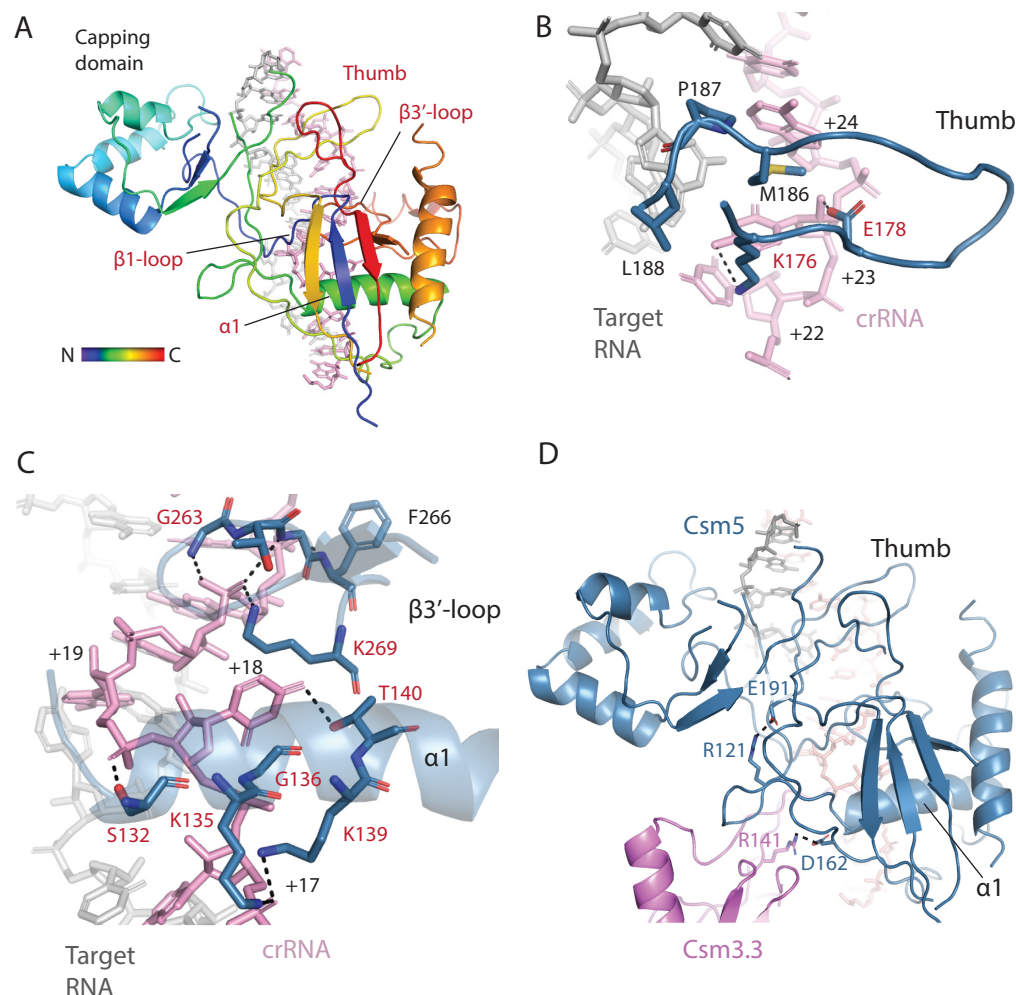 A
Capping
domain
Thumb
β3'-loop
β1-loop
α1
N
C
B
P187
+24
Thumb
M186
E178
K176
L188
+23
Target
RNA
crRNA
+22
C
G263
F266
β3'-loop
K269
+19
+18
T140
α1
G136
S132
K135
K139
+17
Target
RNA
crRNA
D
Csm5
Thumb
E191
R121
R141
D162
α1
Csm3.3